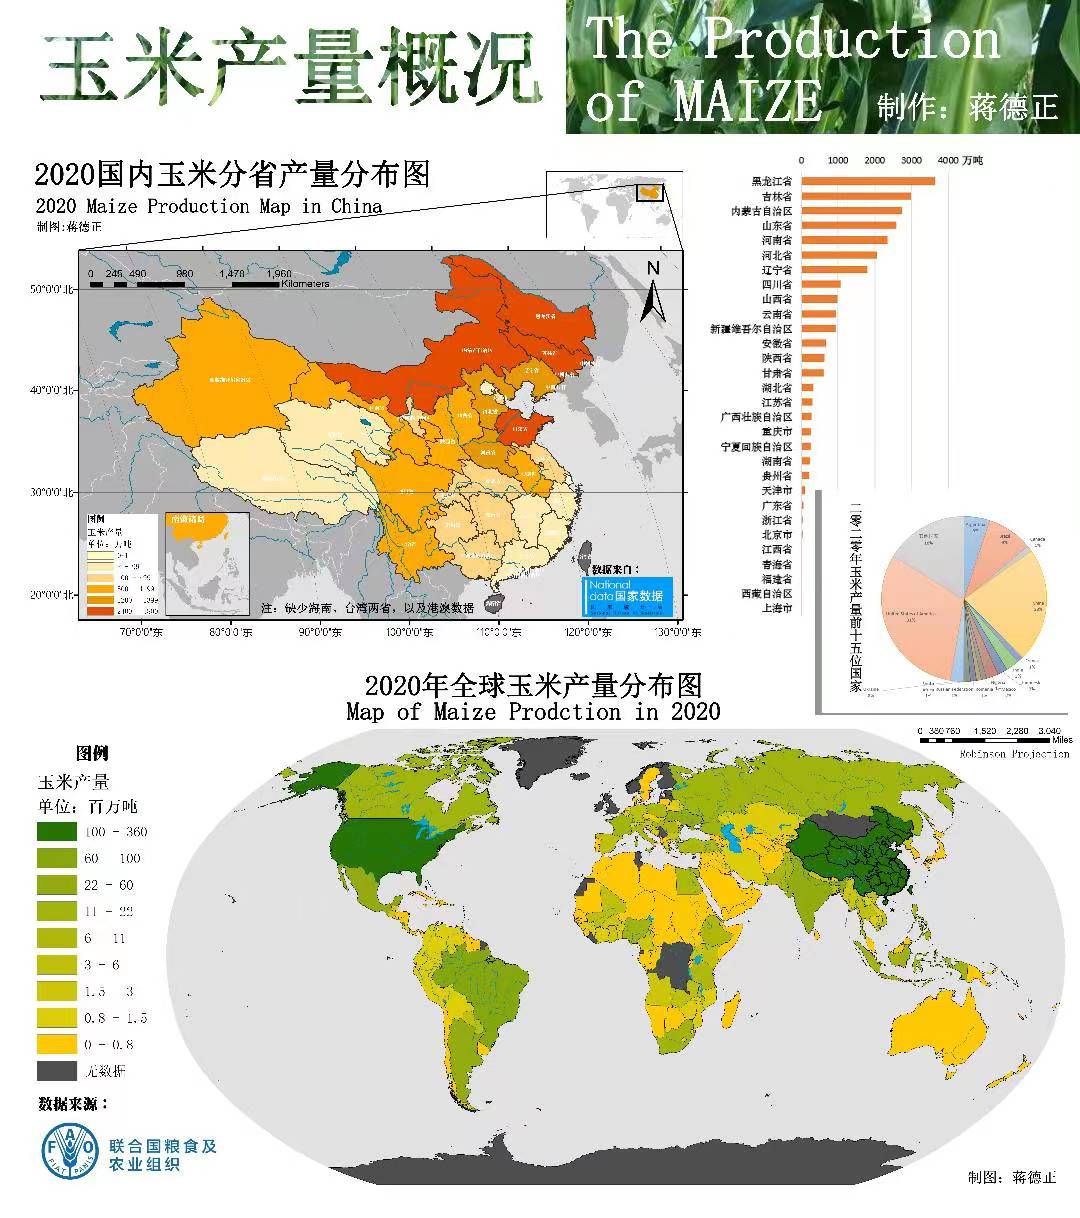 玉米产量概况
The Production
of MAIZE
制作：蒋德正
2020国内玉米分省产量分布图
2020 Maize Production Map in China
制图:蒋德正
0 245 490 980 1,470 1,960
Kilometers
N
50°0'0"北
40°0'0"北
30°0'0"北
20°0'0"北
70°0'0"东 80°0'0"东 90°0'0"东 100°0'0"东 110°0'0"东 120°0'0"东 130°0'0"东
图例
玉米产量
单位：万吨
南海诸岛
注：缺少海南、台湾两省，以及港澳数据
数据来自：
National
data 国家数据
0 1000 2000 3000 4000 万吨
黑龙江省
吉林省
内蒙古自治区
山东省
河南省
河北省
辽宁省
四川省
山西省
云南省
新疆维吾尔自治区
安徽省
陕西省
甘肃省
湖北省
江苏省
广西壮族自治区
重庆市
宁夏回族自治区
湖南省
贵州省
天津市
广东省
浙江省
北京市
江西省
青海省
福建省
西藏自治区
上海市
二零二零年玉米产量前十五位国家
Argentina
Brazil
Canada
China
United States of America
31%
Ukraine
Russian Federation
Romania
Mexico
Nigeria
2020年全球玉米产量分布图
Map of Maize Prodction in 2020
0 380 760 1,520 2,280 3,040
Miles
Robinson Projection
图例
玉米产量
单位：百万吨
100 - 360
60 100
22 - 60
11 - 22
6 11
3 - 6
1.5 3
0.8 - 1.5
0 - 0.8
无数据
数据来源：
FAO
FIAT PANIS
联合国粮食及
农业组织
制图：蒋德正